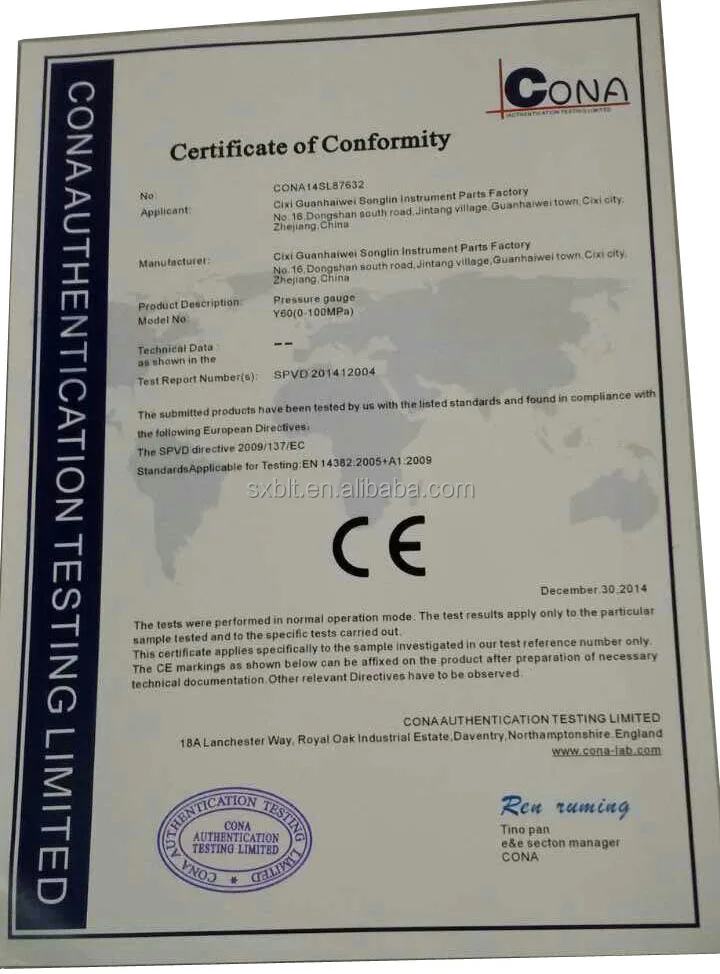 CONA AUTHENTICATION TESTING LIMITED
CONA
AUTHENTICATION TESTING LIMITED
Certificate of Conformity
No: CONA14SL87632
Applicant: Cixi Guanhaiwei Songlin Instrument Parts Factory
No.16,Dongshan south road,Jintang village,Guanhaiwei town,Cixi city,
Zhejiang,China
Manufacturer: Cixi Guanhaiwei Songlin Instrument Parts Factory
No.16,Dongshan south road,Jintang village,Guanhaiwei town,Cixi city,
Zhejiang,China
Product Description: Pressure gauge
Model No: Y60(0-100MPa)
Technical Data : --
as shown in the
Test Report Number(s): SPVD 201412004
The submitted products have been tested by us with the listed standards and found in compliance with
the following European Directives:
The SPVD directive 2009/137/EC
StandardsApplicable for Testing:EN 14382:2005+A1:2009
sxblt.en.alibaba.com
CE
December.30,2014
The tests were performed in normal operation mode. The test results apply only to the particular
sample tested and to the specific tests carried out.
This certificate applies specifically to the sample investigated in our test reference number only.
The CE markings as shown below can be affixed on the product after preparation of necessary
technical documentation.Other relevant Directives have to be observed.
CONA AUTHENTICATION TESTING LIMITED
18A Lanchester Way, Royal Oak Industrial Estate,Daventry,Northamptonshire.England
www.cona-lab.com
CONA AUTHENTICATION TESTING LIMITED
CONA
AUTHENTICATION
TESTING LIMITED
Ren ruming
Tino pan
e&e secton manager
CONA